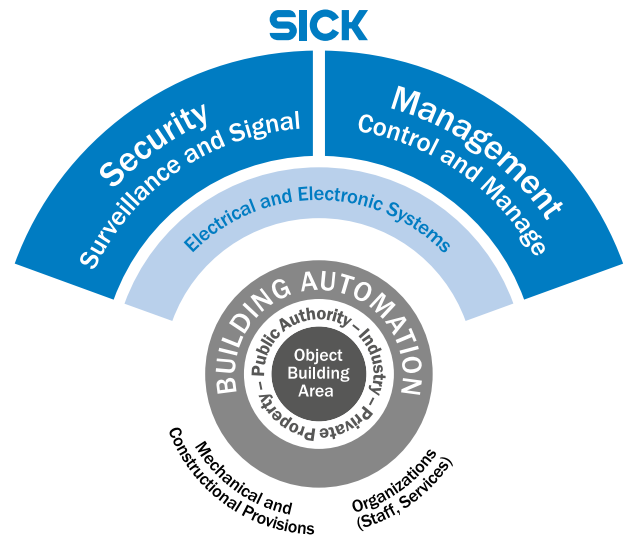 SICK
Security
Surveillance and Signal
Management
Control and Manage
Electrical and Electronic Systems
BUILDING AUTOMATION
Public Authority – Industry – Private Property –
Object
Building
Area
Mechanical and
Constructional Provisions
Organizations
(Staff, Services)